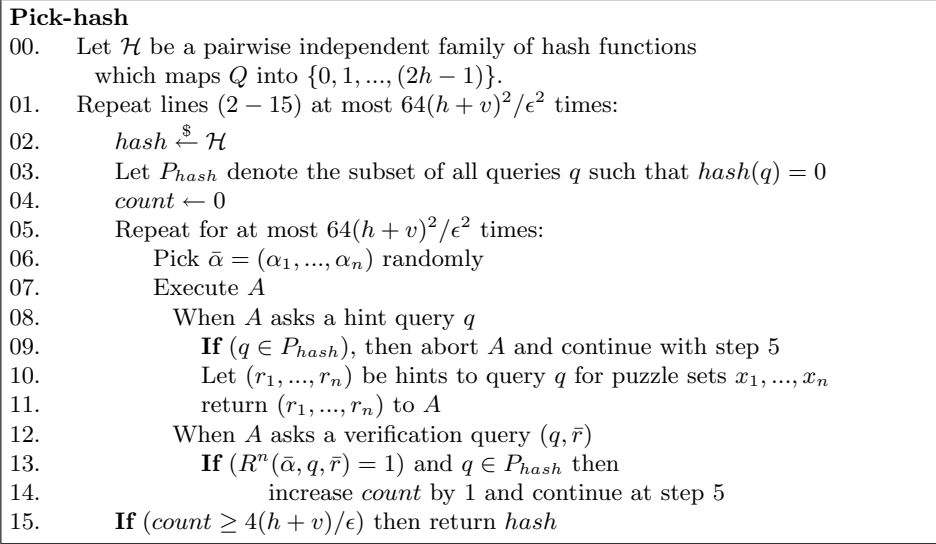 Pick-hash
00. Let ℋ be a pairwise independent family of hash functions
which maps Q into {0, 1, ..., (2h − 1)}.
01. Repeat lines (2 − 15) at most 64(h + v)²/ϵ² times:
02. hash ←$ ℋ
03. Let P_hash denote the subset of all queries q such that hash(q) = 0
04. count ← 0
05. Repeat for at most 64(h + v)²/ϵ² times:
06. Pick ᾱ = (α₁, ..., αₙ) randomly
07. Execute A
08. When A asks a hint query q
09. If (q ∈ P_hash), then abort A and continue with step 5
10. Let (r₁, ..., rₙ) be hints to query q for puzzle sets x₁, ..., xₙ
11. return (r₁, ..., rₙ) to A
12. When A asks a verification query (q, r̄)
13. If (Rⁿ(ᾱ, q, r̄) = 1) and q ∈ P_hash then
14. increase count by 1 and continue at step 5
15. If (count ≥ 4(h + v)/ϵ) then return hash